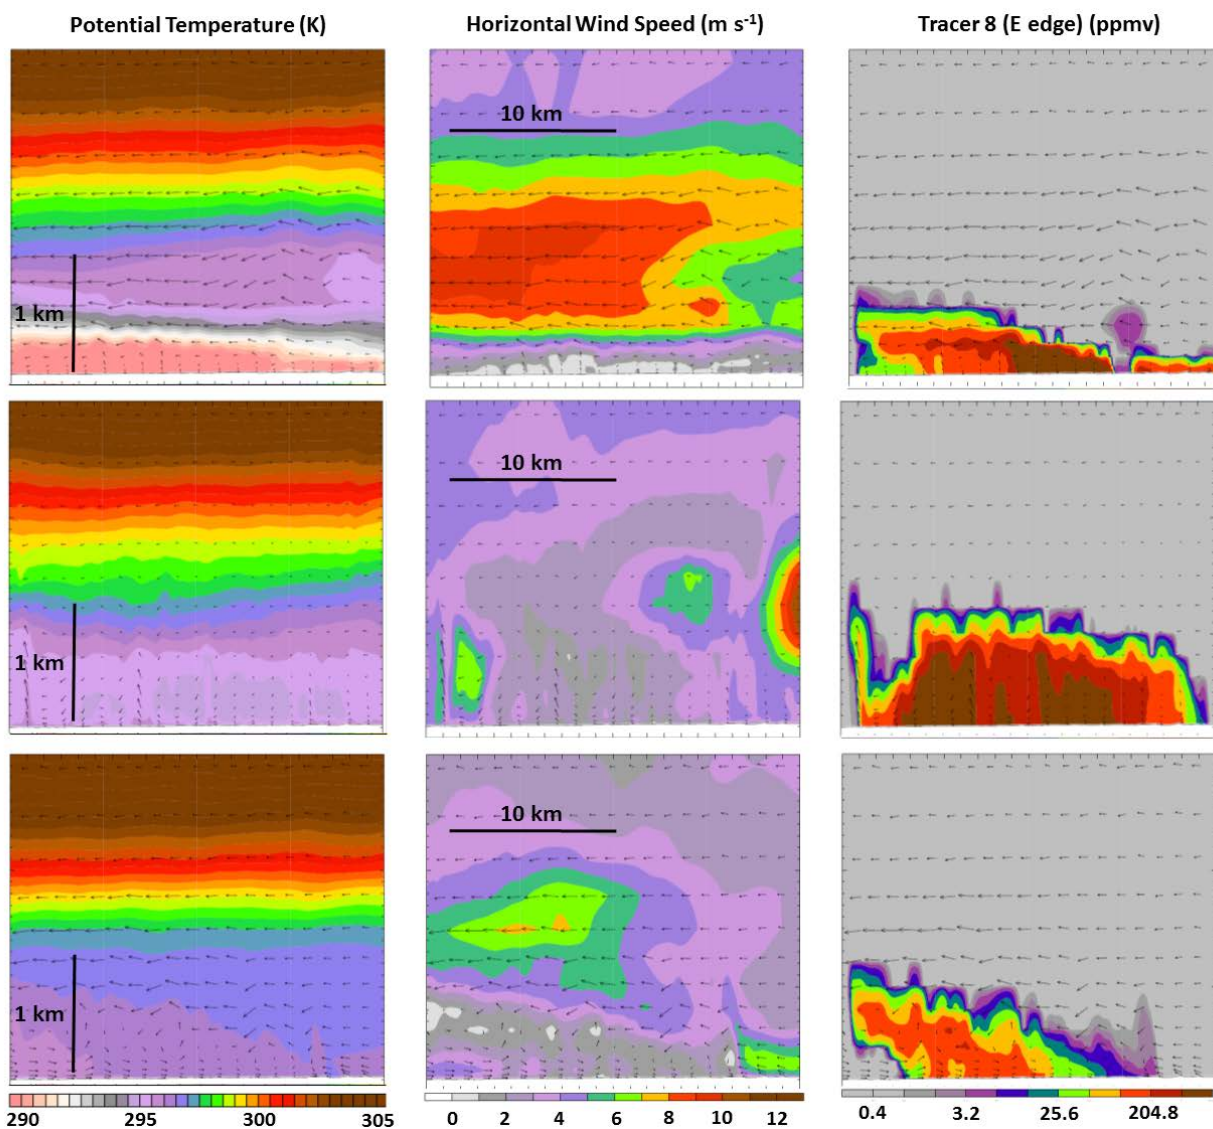 Potential Temperature (K)
Horizontal Wind Speed (m s-1)
Tracer 8 (E edge) (ppmv)
10 km
1 km
10 km
1 km
10 km
1 km
290 295 300 305
0 2 4 6 8 10 12
0.4 3.2 25.6 204.8